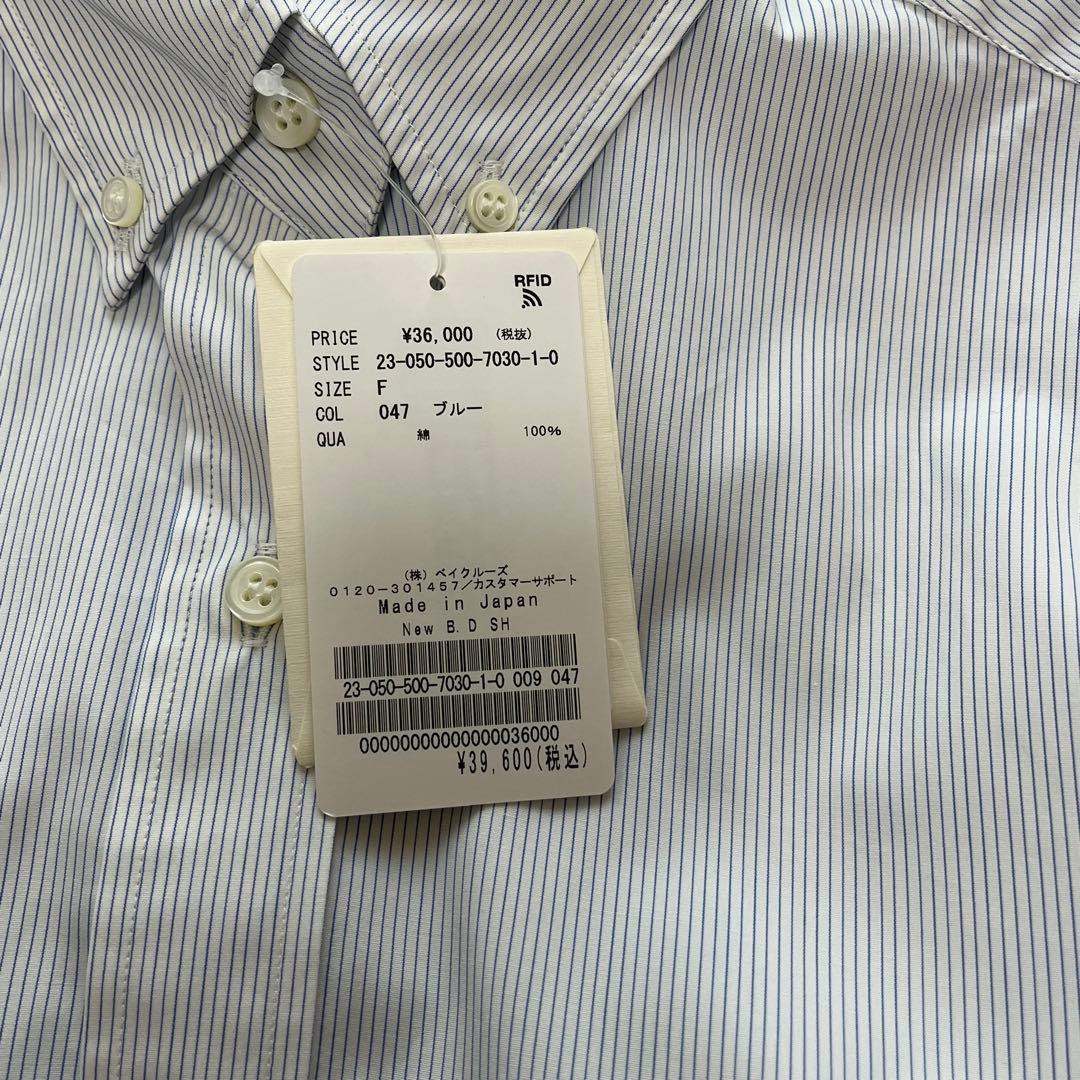 RFID
PRICE ¥36,000 (税抜)
STYLE 23-050-500-7030-1-0
SIZE F
COL 047 ブルー
QUA 綿 100%
(株) ベイクルーズ
0120-301457/カスタマーサポート
Made in Japan
New B.D SH
23-050-500-7030-1-0 009 047
00000000000000036000
¥39,600(税込)